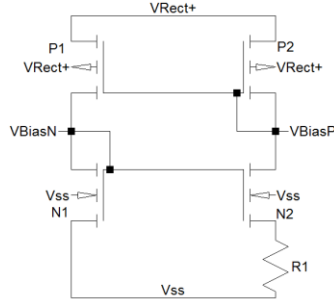 VRect+
P1
P2
VRect+
VRect+
VBiasN
VBiasP
Vss
Vss
N1
N2
R1
Vss